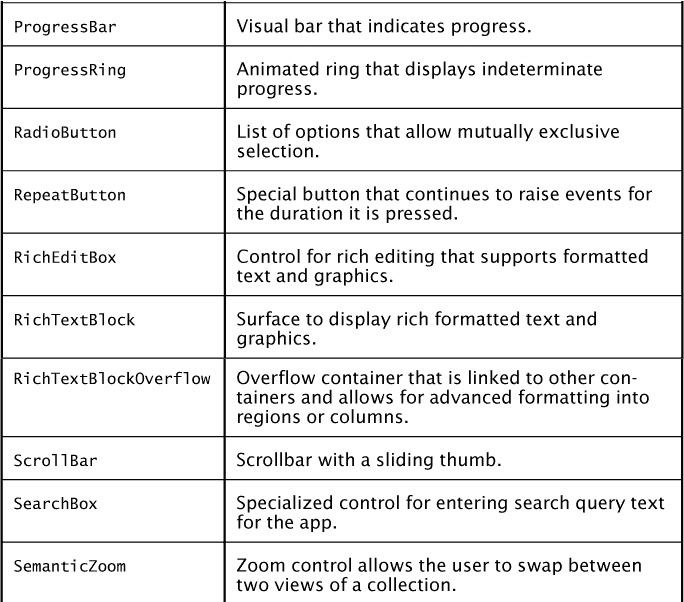 ProgressBar Visual bar that indicates progress.
ProgressRing Animated ring that displays indeterminate
progress.
RadioButton List of options that allow mutually exclusive
selection.
RepeatButton Special button that continues to raise events for
the duration it is pressed.
RichEditBox Control for rich editing that supports formatted
text and graphics.
RichTextBlock Surface to display rich formatted text and
graphics.
RichTextBlockOverflow Overflow container that is linked to other con-
tainers and allows for advanced formatting into
regions or columns.
ScrollBar Scrollbar with a sliding thumb.
SearchBox Specialized control for entering search query text
for the app.
SemanticZoom Zoom control allows the user to swap between
two views of a collection.